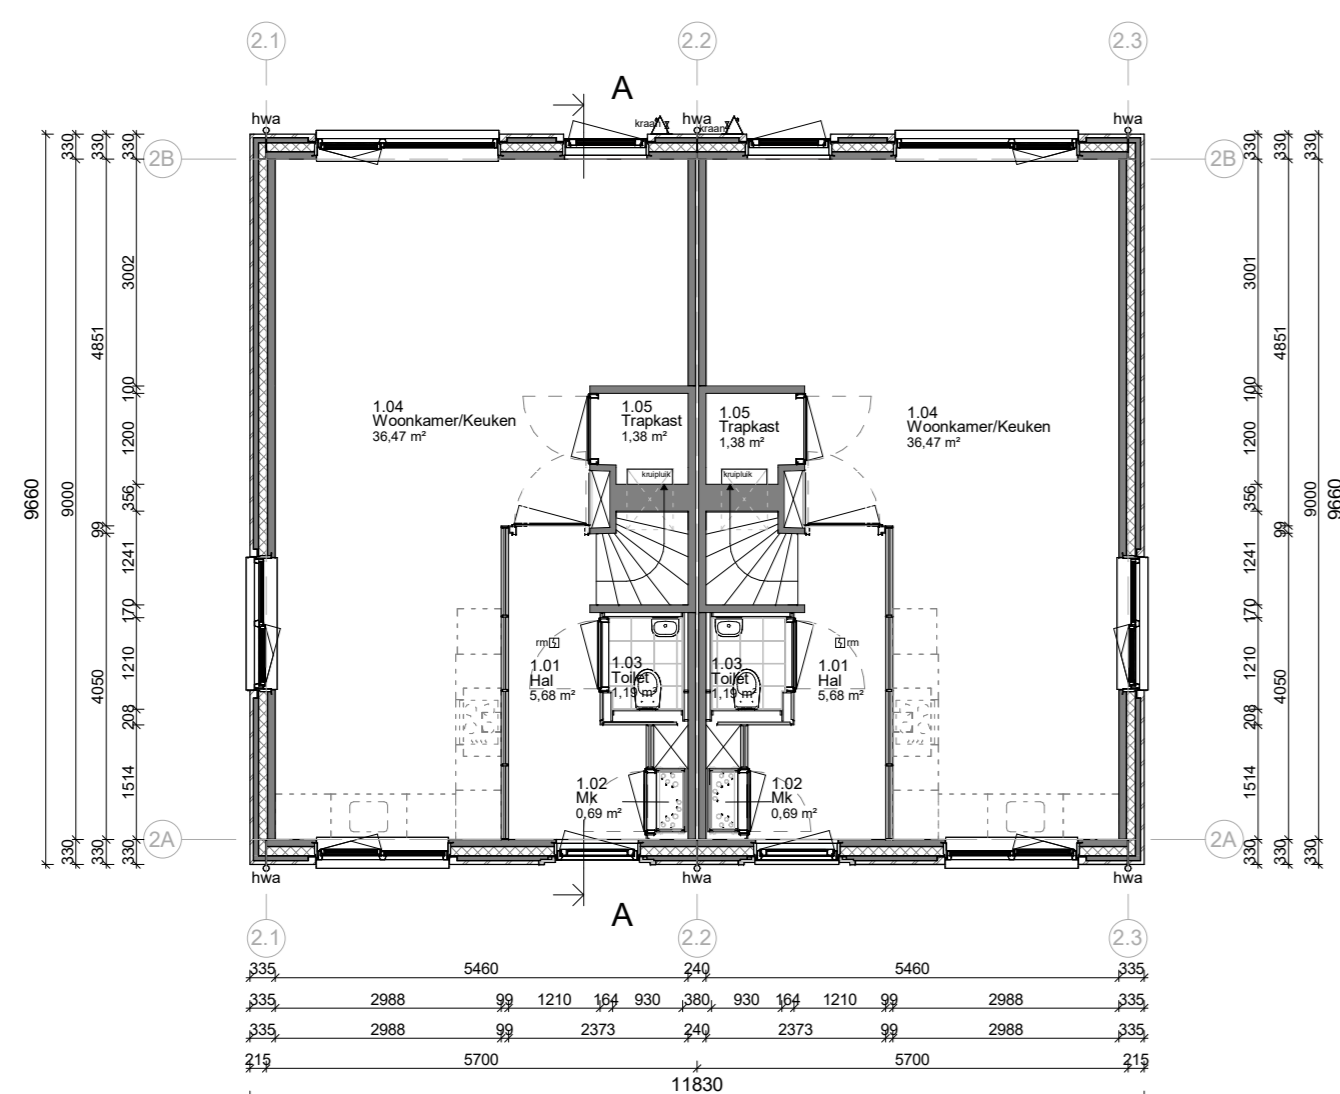 2.1
2.2
2.3
A
hwa
kraan
hwa
kraan
hwa
2B
2B
330
330
330
330
330
330
3002
3001
4851
4851
100
100
1.04
Woonkamer/Keuken
36,47 m²
1.05
Trapkast
1,38 m²
1.05
Trapkast
1,38 m²
1.04
Woonkamer/Keuken
36,47 m²
1200
1200
kruipluik
kruipluik
9660
9000
356
99
356
99
9000
9660
1241
1241
170
170
rm
rm
1.01
Hal
5,68 m²
1.03
Toilet
1,19 m²
1.03
Toilet
1,19 m²
1.01
Hal
5,68 m²
1210
1210
4050
4050
208
208
1514
1514
1.02
Mk
0,69 m²
1.02
Mk
0,69 m²
2A
2A
330
330
330
330
330
330
hwa
hwa
hwa
A
2.1
2.2
2.3
335 5460 240 5460 335
335 2988 99 1210 164 930 380 930 164 1210 99 2988 335
335 2988 99 2373 240 2373 99 2988 335
215 5700 5700 215
11830